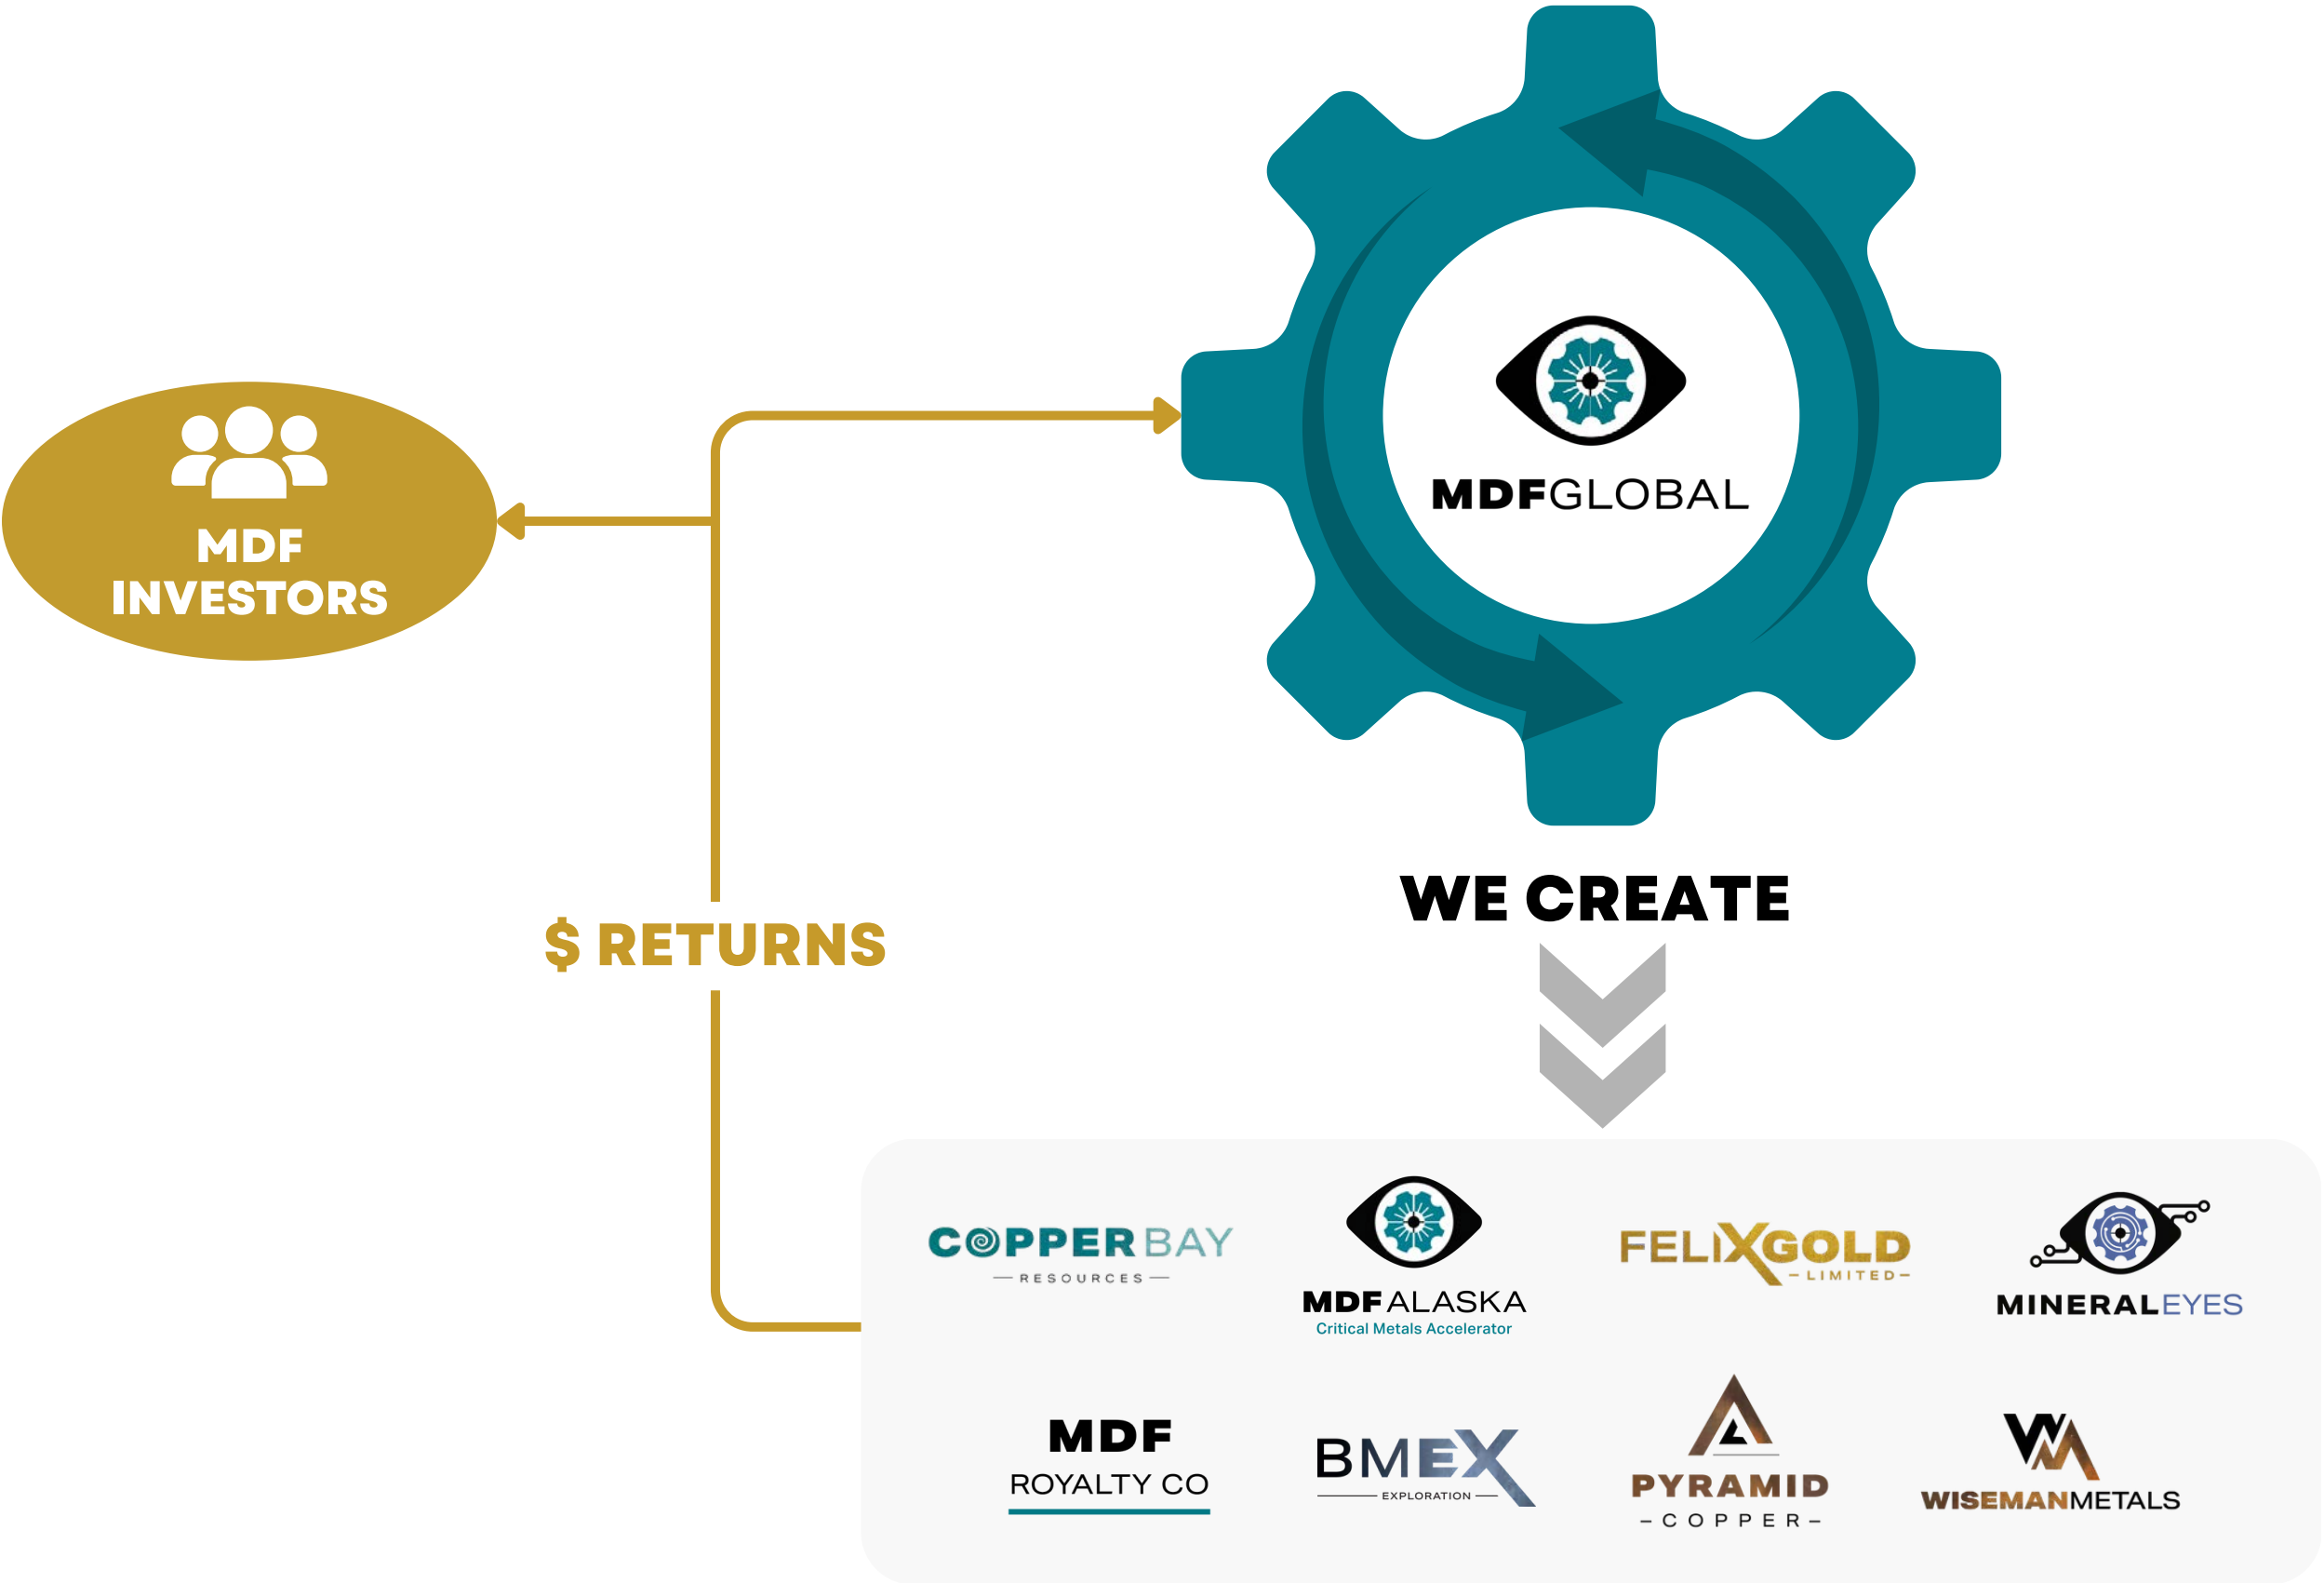 MDFGLOBAL
MDF
INVESTORS
WE CREATE
$ RETURNS
COPPERBAY
RESOURCES
MDFALASKA
Critical Metals Accelerator
FELIXGOLD
LIMITED
MINERALEYES
MDF
ROYALTY CO
BMEX
EXPLORATION
PYRAMID
COPPER
WISEMANMETALS